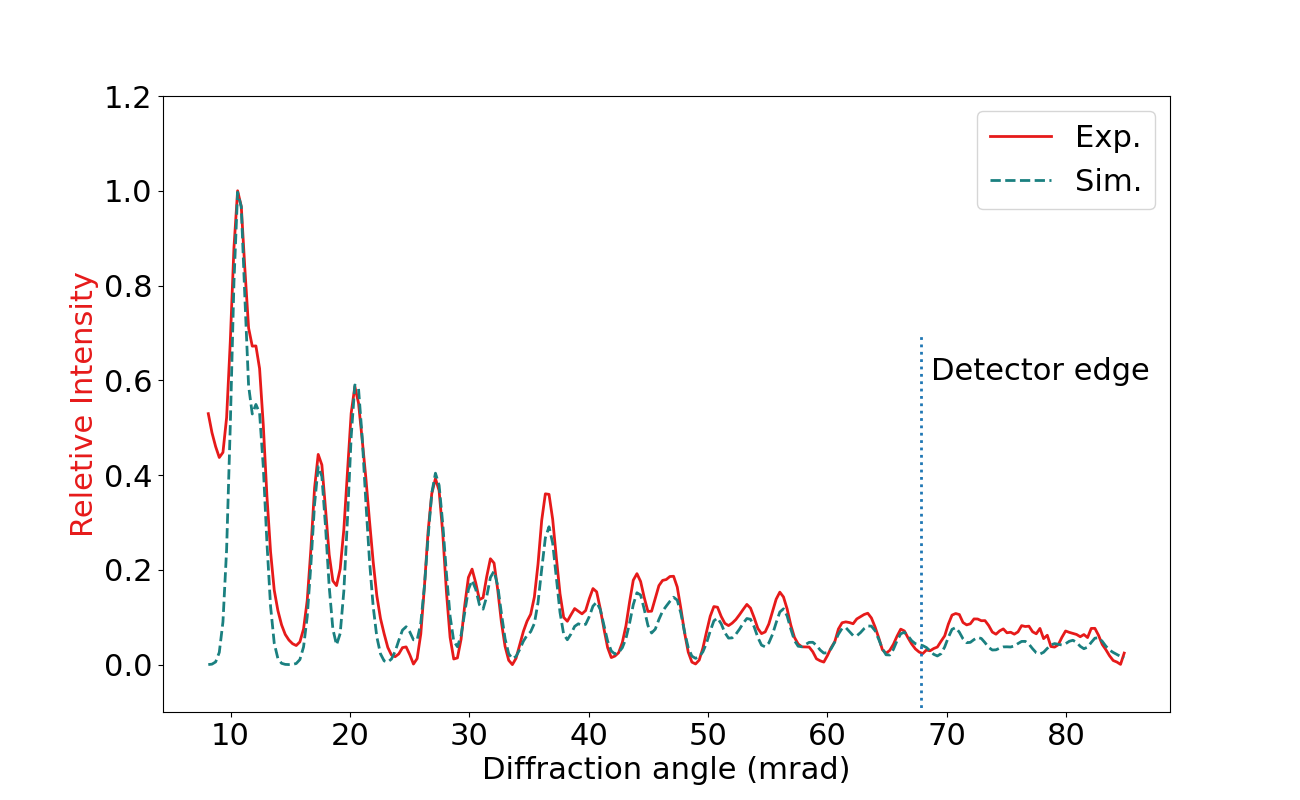 1.2
1.0
0.8
0.6
0.4
0.2
0.0
Reletive Intensity
Exp.
Sim.
Detector edge
10 20 30 40 50 60 70 80
Diffraction angle (mrad)